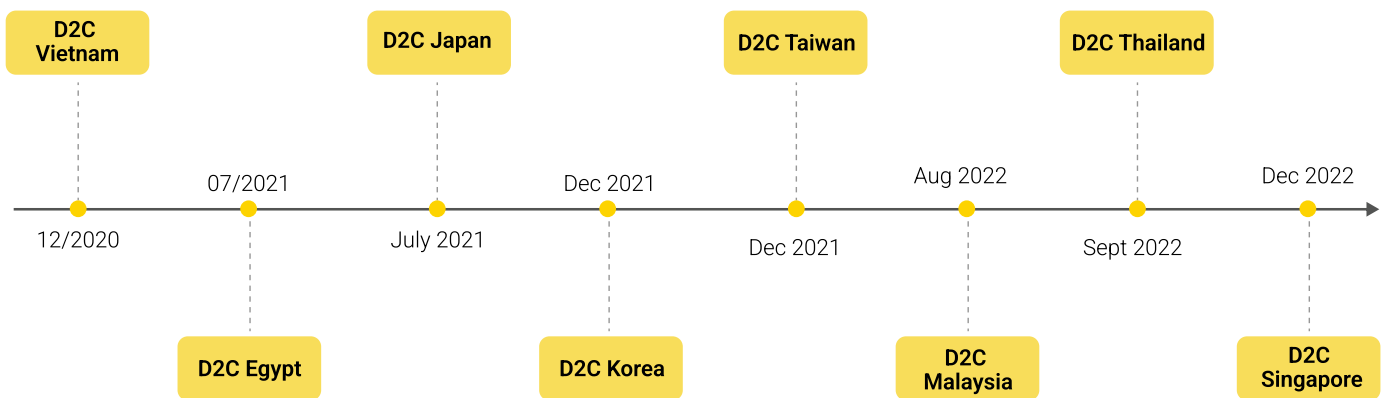 D2C
Vietnam
D2C Japan
D2C Taiwan
D2C Thailand
07/2021
Dec 2021
Aug 2022
Dec 2022
12/2020
July 2021
Dec 2021
Sept 2022
D2C Egypt
D2C Korea
D2C
Malaysia
D2C
Singapore